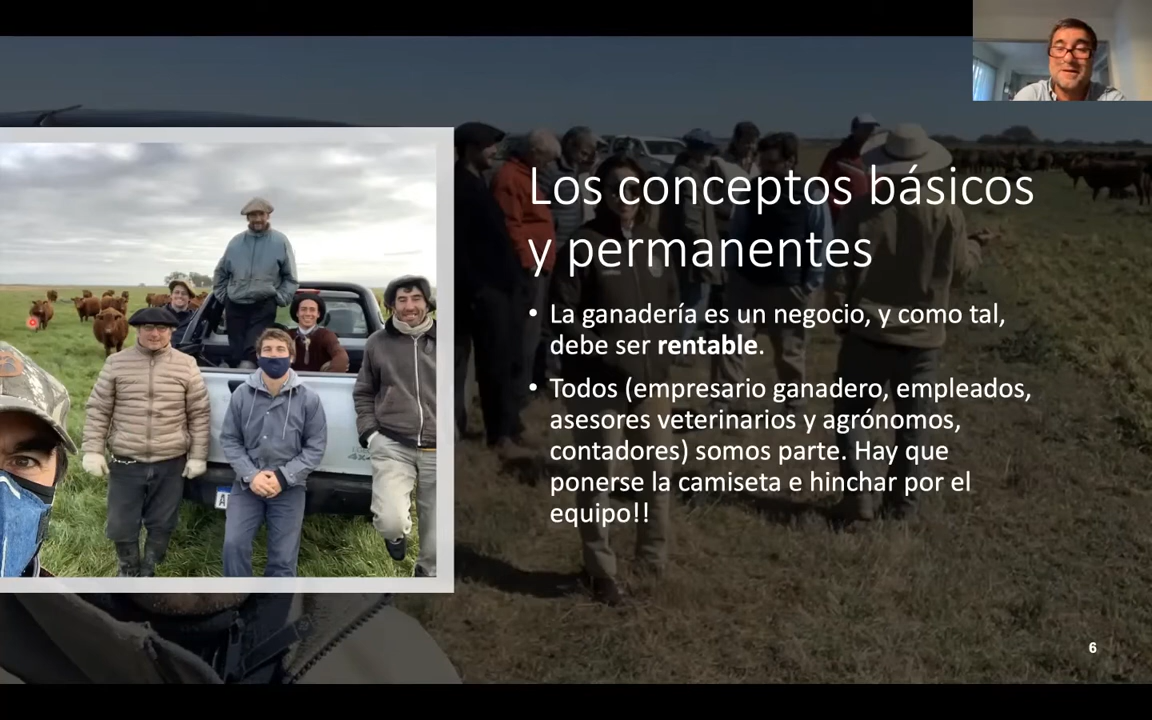 Los conceptos básicos
y permanentes
• La ganadería es un negocio, y como tal,
debe ser rentable.
• Todos (empresario ganadero, empleados,
asesores veterinarios y agrónomos,
contadores) somos parte. Hay que
ponerse la camiseta e hinchar por el
equipo!!
6